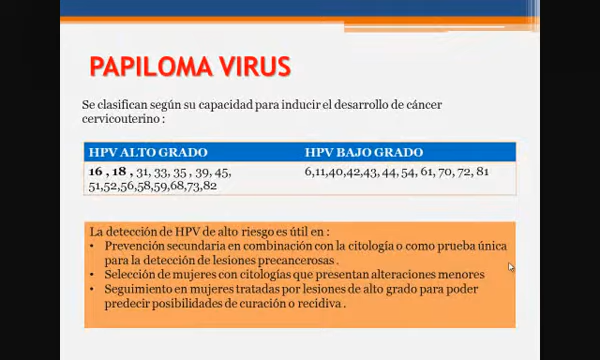 PAPILOMA VIRUS
Se clasifican según su capacidad para inducir el desarrollo de cáncer
cervicouterino :
HPV ALTO GRADO
HPV BAJO GRADO
16 , 18 , 31, 33, 35 , 39, 45,
51,52,56,58,59,68,73,82
6,11,40,42,43, 44, 54, 61, 70, 72, 81
La detección de HPV de alto riesgo es útil en :
• Prevención secundaria en combinación con la citología o como prueba única
para la detección de lesiones precancerosas .
• Selección de mujeres con citologías que presentan alteraciones menores
• Seguimiento en mujeres tratadas por lesiones de alto grado para poder
predecir posibilidades de curación o recidiva .